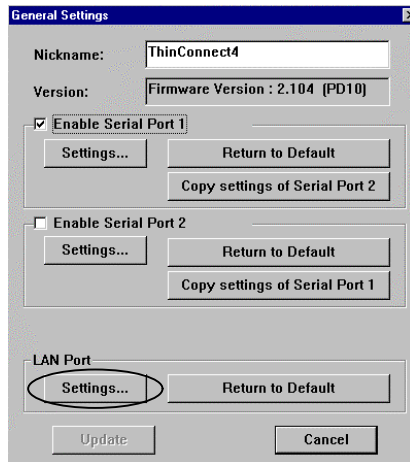 General Settings
Nickname: ThinConnect4
Version: Firmware Version : 2.104 (PD10)
Enable Serial Port 1
Settings... Return to Default
Copy settings of Serial Port 2
Enable Serial Port 2
Settings... Return to Default
Copy settings of Serial Port 1
LAN Port
Settings... Return to Default
Update Cancel